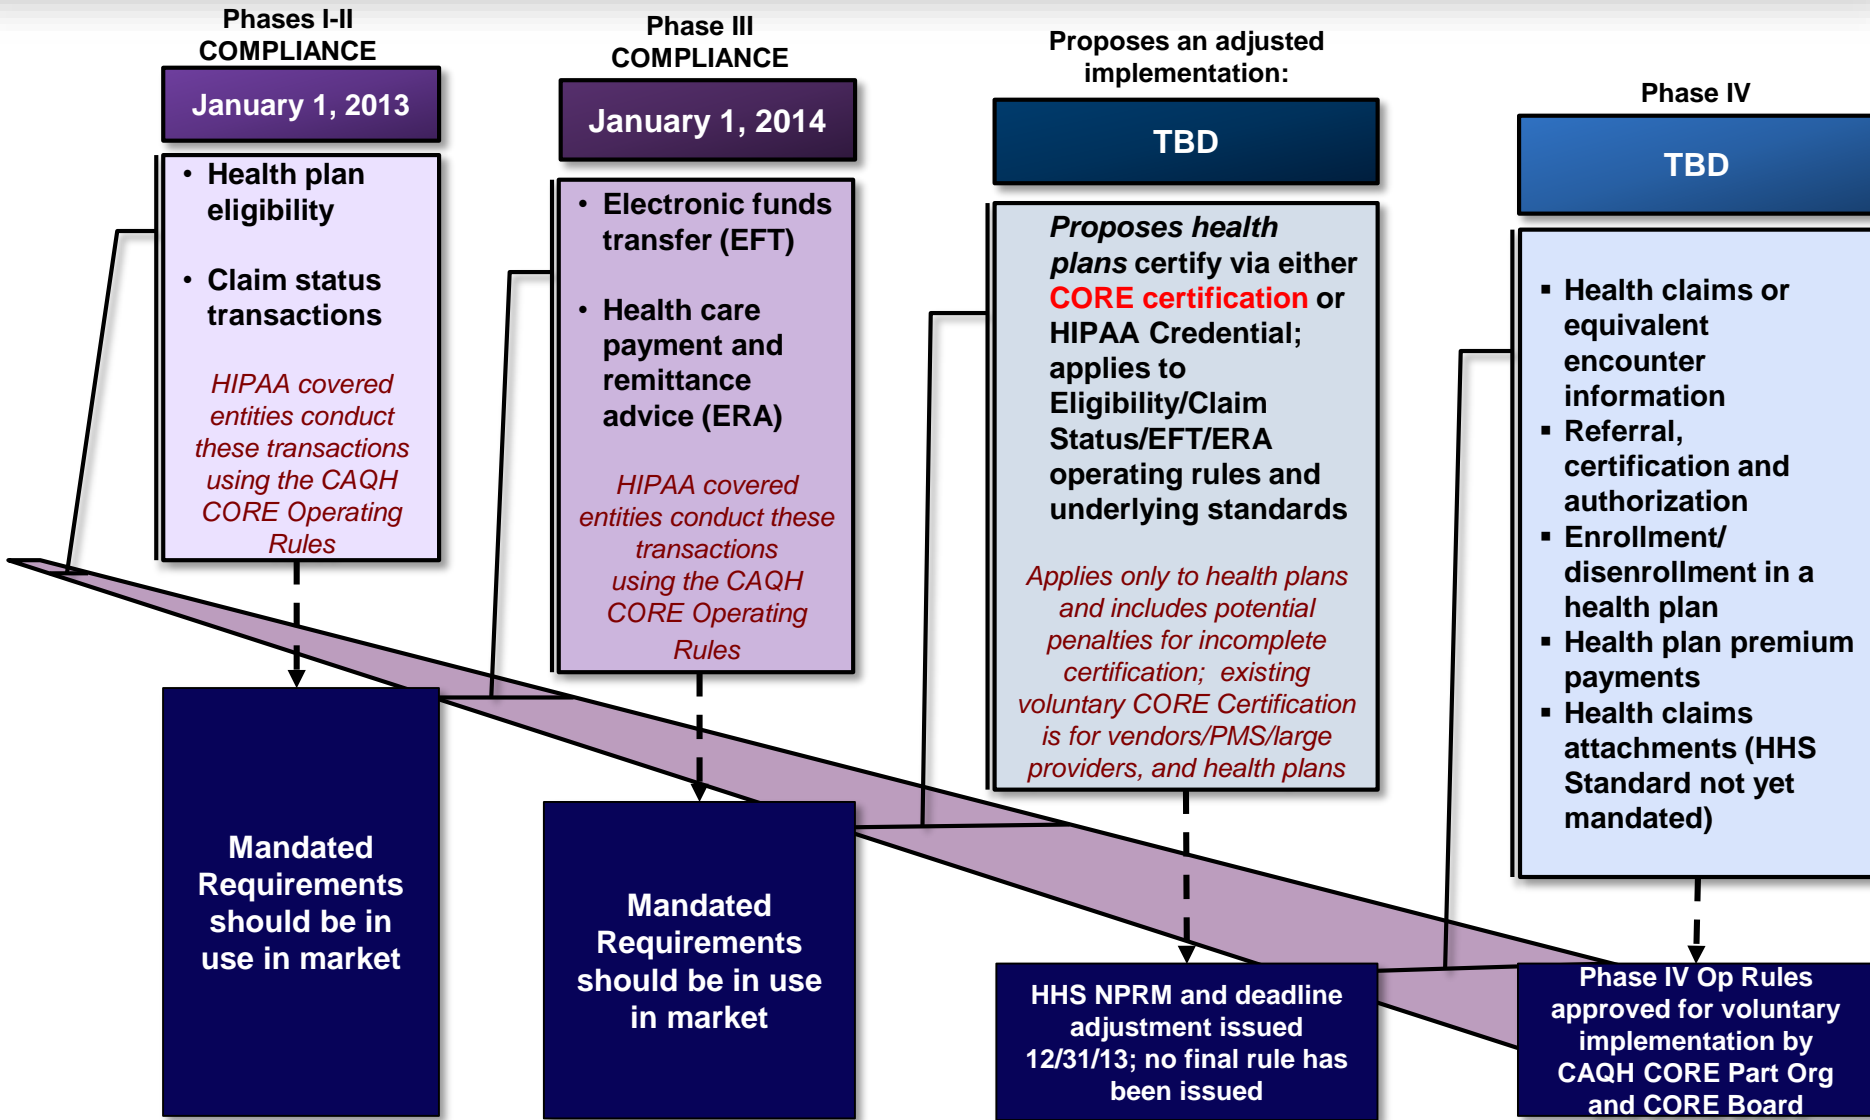 Phases I-II
COMPLIANCE
January 1, 2013
• Health plan
eligibility
• Claim status
transactions
HIPAA covered
entities conduct
these transactions
using the CAQH
CORE Operating
Rules
Mandated
Requirements
should be in
use in market
Phase III
COMPLIANCE
January 1, 2014
• Electronic funds
transfer (EFT)
• Health care
payment and
remittance
advice (ERA)
HIPAA covered
entities conduct these
transactions
using the CAQH
CORE Operating
Rules
Mandated
Requirements
should be in use
in market
Proposes an adjusted
implementation:
TBD
Proposes health
plans certify via either
CORE certification or
HIPAA Credential;
applies to
Eligibility/Claim
Status/EFT/ERA
operating rules and
underlying standards
Applies only to health plans
and includes potential
penalties for incomplete
certification; existing
voluntary CORE Certification
is for vendors/PMS/large
providers, and health plans
HHS NPRM and deadline
adjustment issued
12/31/13; no final rule has
been issued
Phase IV
TBD
▪ Health claims or
equivalent
encounter
information
▪ Referral,
certification and
authorization
▪ Enrollment/
disenrollment in a
health plan
▪ Health plan premium
payments
▪ Health claims
attachments (HHS
Standard not yet
mandated)
Phase IV Op Rules
approved for voluntary
implementation by
CAQH CORE Part Org
and CORE Board